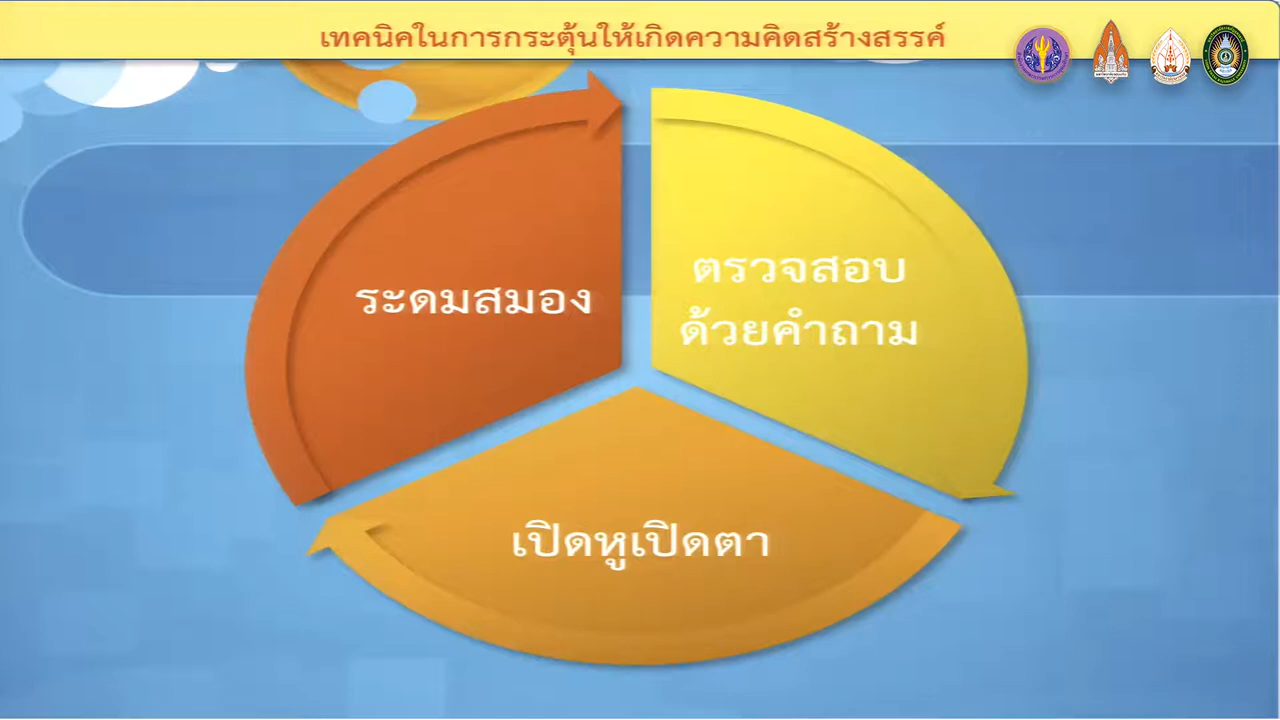 เทคนิคในการกระตุ้นให้เกิดความคิดสร้างสรรค์
ระดมสมอง
ตรวจสอบ
ด้วยคำถาม
เปิดหูเปิดตา